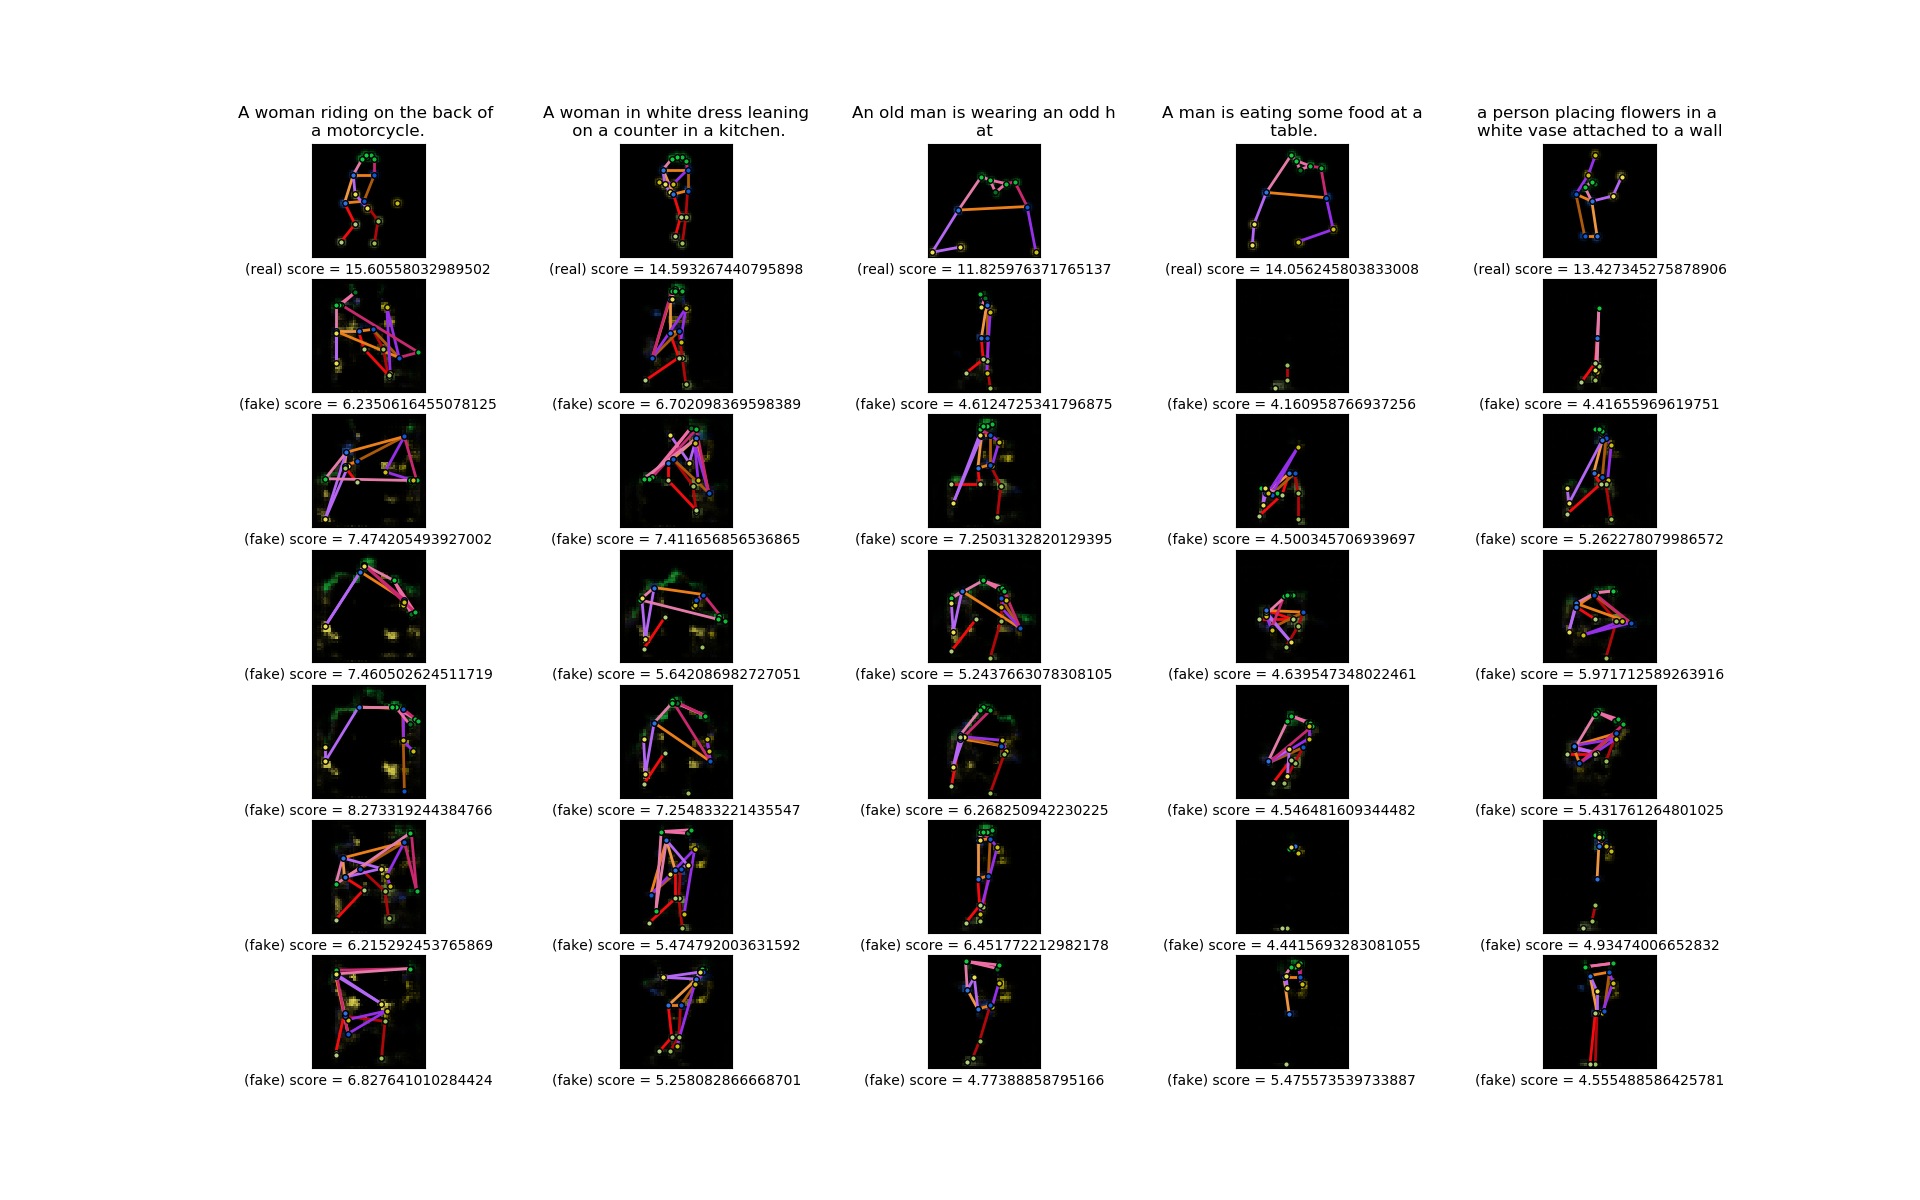 A woman riding on the back of
a motorcycle.
A woman in white dress leaning
on a counter in a kitchen.
An old man is wearing an odd h
at
A man is eating some food at a
table.
a person placing flowers in a
white vase attached to a wall
(real) score = 15.60558032989502
(real) score = 14.593267440795898
(real) score = 11.825976371765137
(real) score = 14.056245803833008
(real) score = 13.427345275878906
(fake) score = 6.2350616455078125
(fake) score = 6.702098369598389
(fake) score = 4.6124725341796875
(fake) score = 4.160958766937256
(fake) score = 4.41655969619751
(fake) score = 7.474205493927002
(fake) score = 7.411656856536865
(fake) score = 7.2503132820129395
(fake) score = 4.500345706939697
(fake) score = 5.262278079986572
(fake) score = 7.460502624511719
(fake) score = 5.642086982727051
(fake) score = 5.2437663078308105
(fake) score = 4.639547348022461
(fake) score = 5.971712589263916
(fake) score = 8.273319244384766
(fake) score = 7.254833221435547
(fake) score = 6.268250942230225
(fake) score = 4.546481609344482
(fake) score = 5.431761264801025
(fake) score = 6.215292453765869
(fake) score = 5.474792003631592
(fake) score = 6.451772212982178
(fake) score = 4.4415693283081055
(fake) score = 4.93474006652832
(fake) score = 6.827641010284424
(fake) score = 5.258082866668701
(fake) score = 4.77388858795166
(fake) score = 5.475573539733887
(fake) score = 4.555488586425781